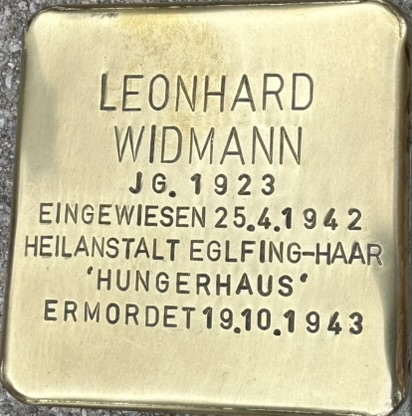 LEONHARD
WIDMANN
JG. 1923
EINGEWIESEN 25.4.1942
HEILANSTALT EGLFING-HAAR
'HUNGERHAUS'
ERMORDET 19.10.1943